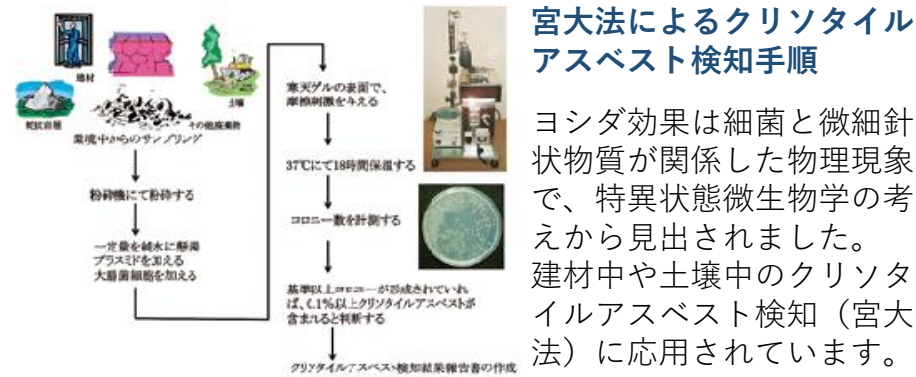 宮大法によるクリソタイル
アスベスト検知手順
ヨシダ効果は細菌と微細針
状物質が関係した物理現象
で、特異状態微生物学の考
えから見出されました。
建材中や土壌中のクリソタ
イルアスベスト検知（宮大
法）に応用されています。
建材
土壌
その他廃棄物
環境中からのサンプリング
粉砕機にて粉砕する
一定量を純水に懸濁
プラスミドを加える
大腸菌細胞を加える
寒天ゲルの表面で、
摩擦刺激を与える
37℃にて18時間保温する
コロニー数を計測する
基準以上コロニーが形成されていれ
ば、0.1%以上クリソタイルアスベストが
含まれると判断する
クリソタイルアスベスト検知結果報告書の作成